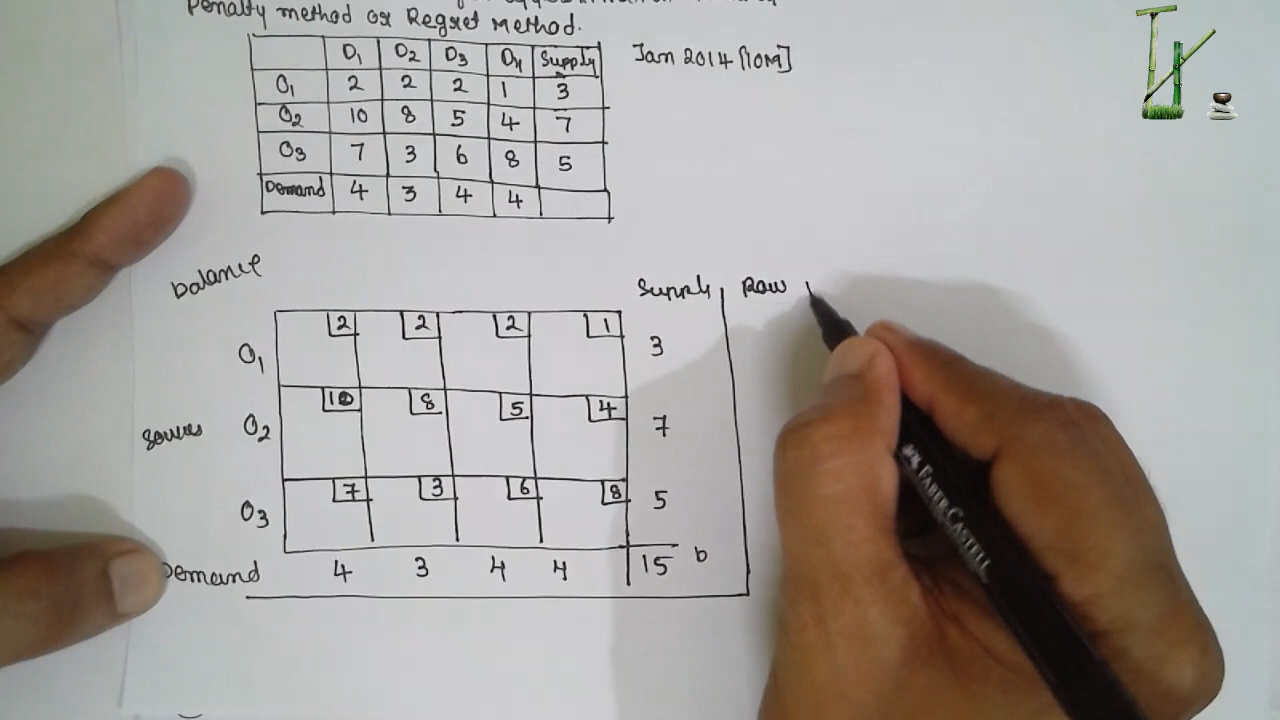 Penalty method or Regret Method.
D1 D2 D3 D4 Supply Jan 2014 [10M]
O1 2 2 2 1 3
O2 10 8 5 4 7
O3 7 3 6 8 5
Demand 4 3 4 4
balance
Supply Row
O1 2 2 2 1 3
Sources O2 10 8 5 4 7
O3 7 3 6 8 5
Demand 4 3 4 4 15 b
FABER CASTELL